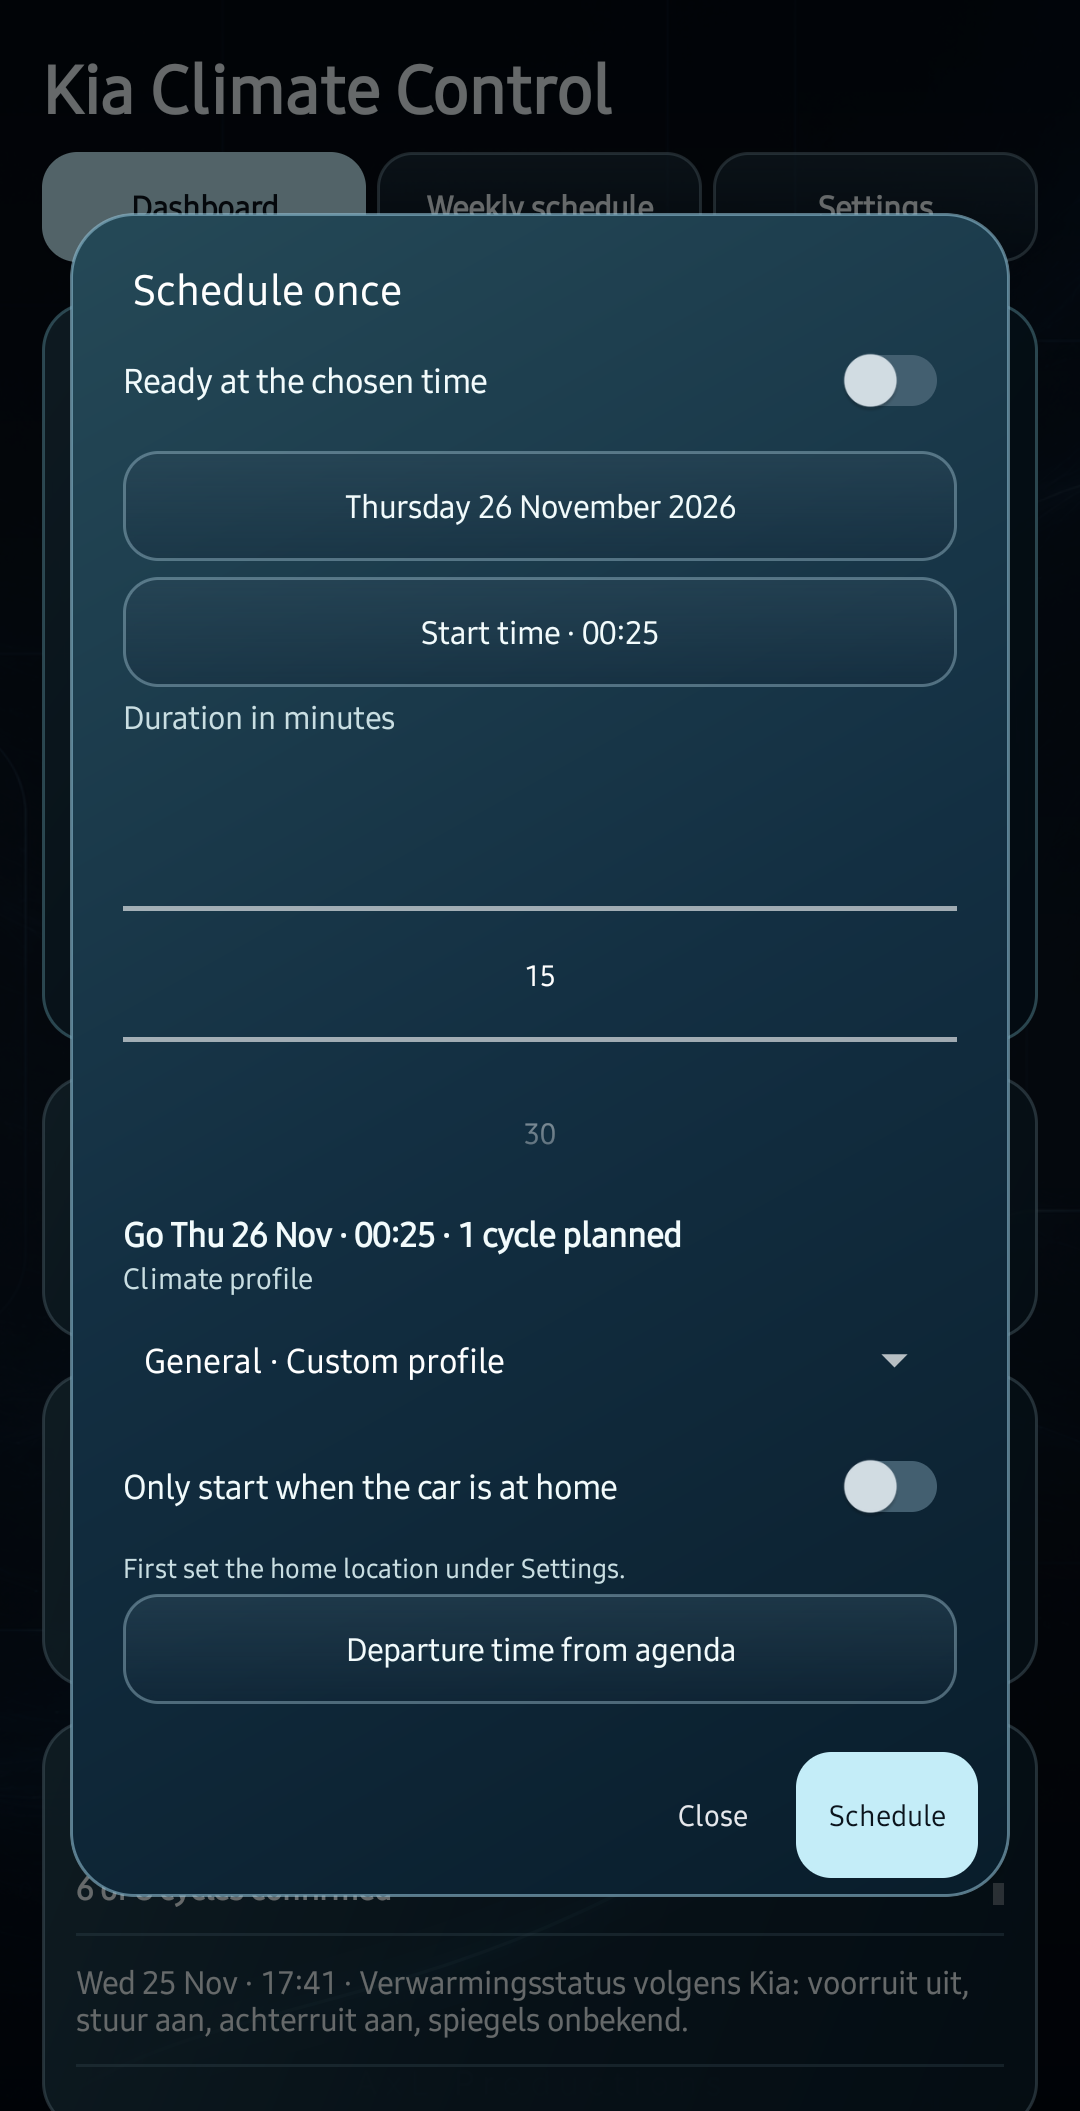 Kia Climate Control
Dashboard
Weekly schedule
Settings
Schedule once
Ready at the chosen time
Thursday 26 November 2026
Start time · 00:25
Duration in minutes
15
30
Go Thu 26 Nov · 00:25 · 1 cycle planned
Climate profile
General · Custom profile
Only start when the car is at home
First set the home location under Settings.
Departure time from agenda
Close
Schedule
cycles confirmed
Wed 25 Nov · 17:41 · Verwarmingsstatus volgens Kia: voorruit uit,
stuur aan, achterruit aan, spiegels onbekend.